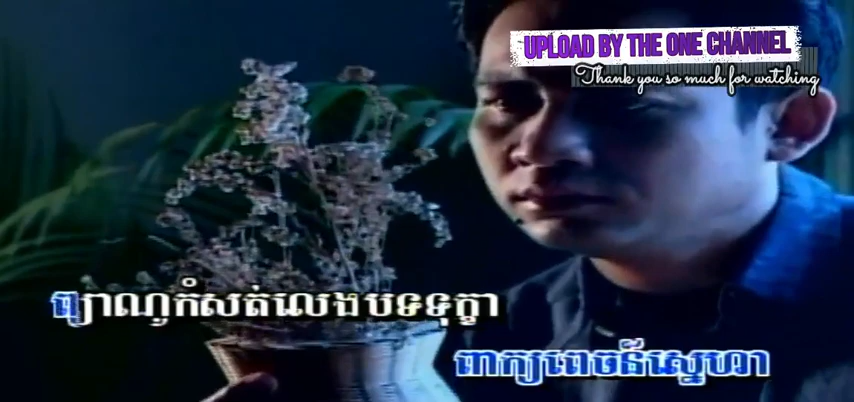 UPLOAD BY THE ONE CHANNEL
Thank you so much for watching
ព្យាណូកំសត់លេងបទទុក្ខា
ពាក្យពេចន៍ស្នេហា